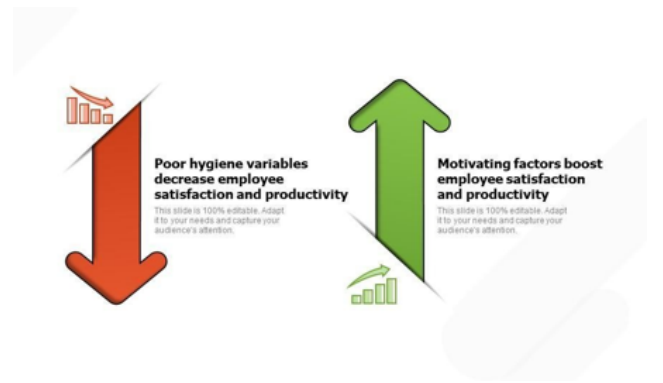 Poor hygiene variables
decrease employee
satisfaction and productivity
This slide is 100% editable. Adapt
it to your needs and capture your
audience's attention.
Motivating factors boost
employee satisfaction
and productivity
This slide is 100% editable. Adapt
it to your needs and capture your
audience's attention.